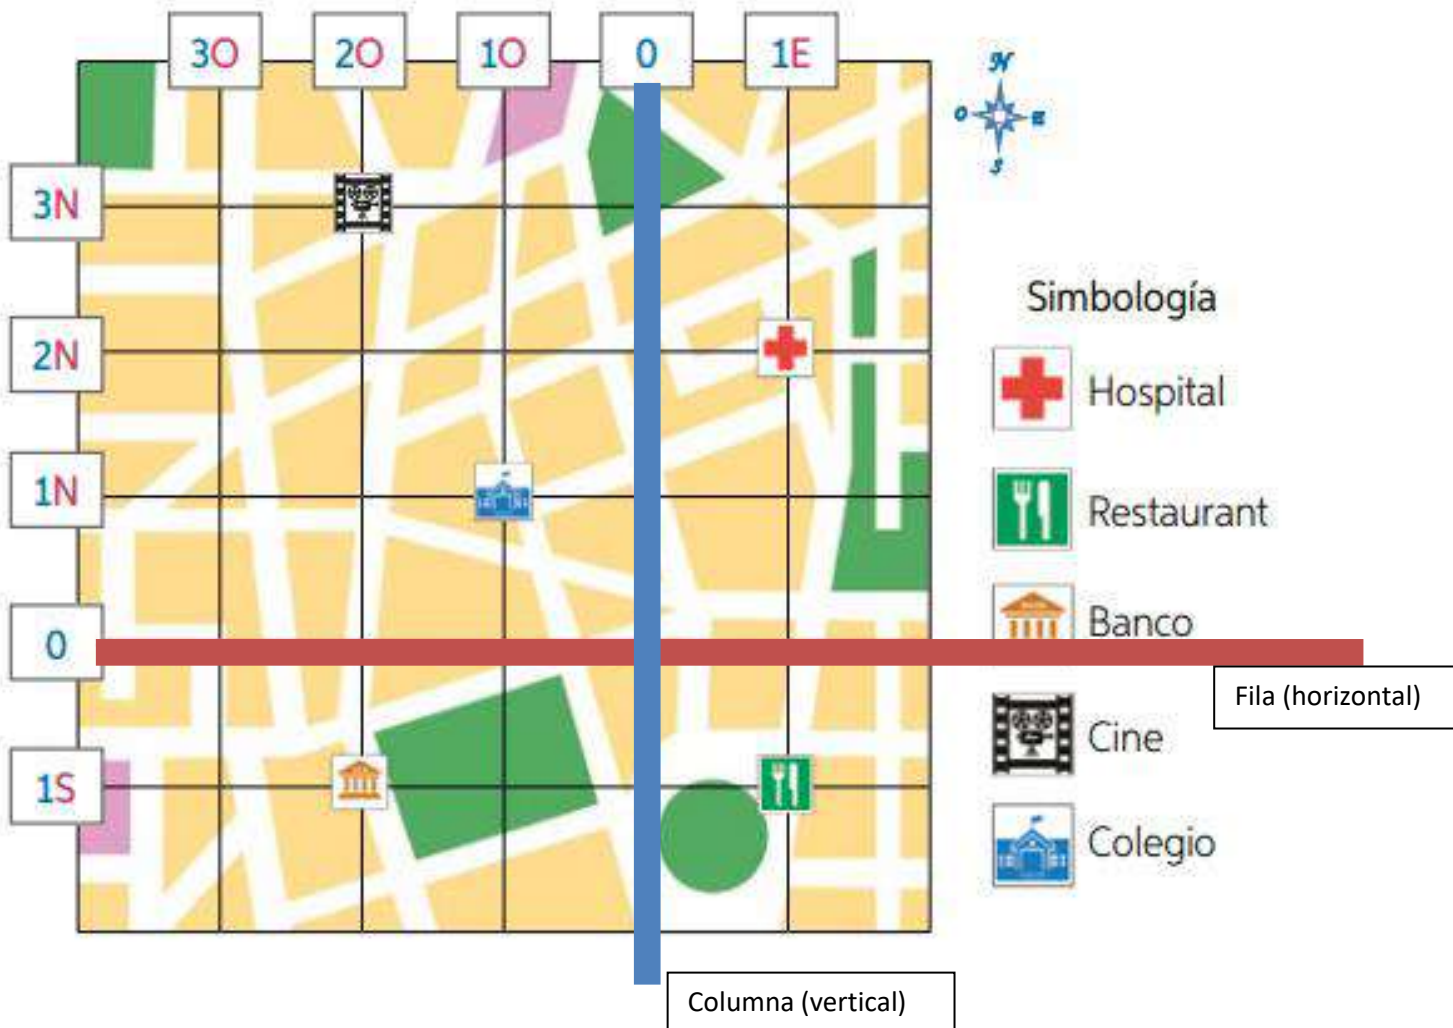 3O 2O 1O 0 1E
N
O E
S
3N
2N
1N
0
1S
Simbología
Hospital
Restaurant
Banco
Fila (horizontal)
Cine
Colegio
Columna (vertical)